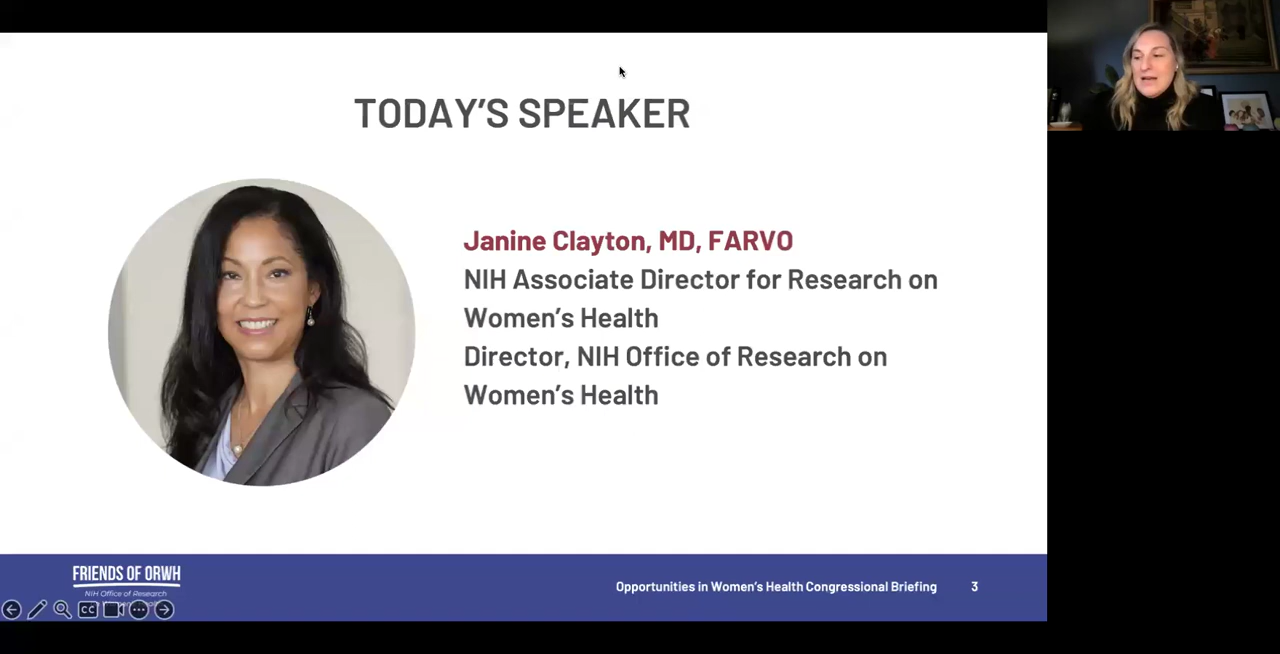 TODAY'S SPEAKER
Janine Clayton, MD, FARVO
NIH Associate Director for Research on
Women's Health
Director, NIH Office of Research on
Women's Health
FRIENDS OF ORWH
NIH Office of Research
Opportunities in Women's Health Congressional Briefing
3
CC